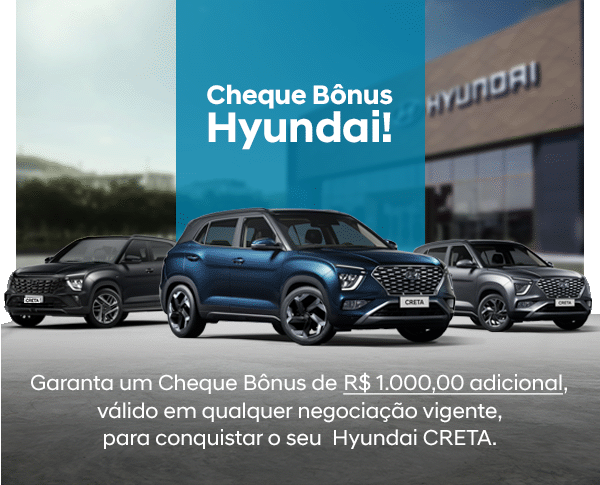 Cheque Bônus
Hyundai!
HYUNDAI
CRETA
CRETA
Garanta um Cheque Bônus de R$ 1.000,00 adicional,
válido em qualquer negociação vigente,
para conquistar o seu Hyundai CRETA.